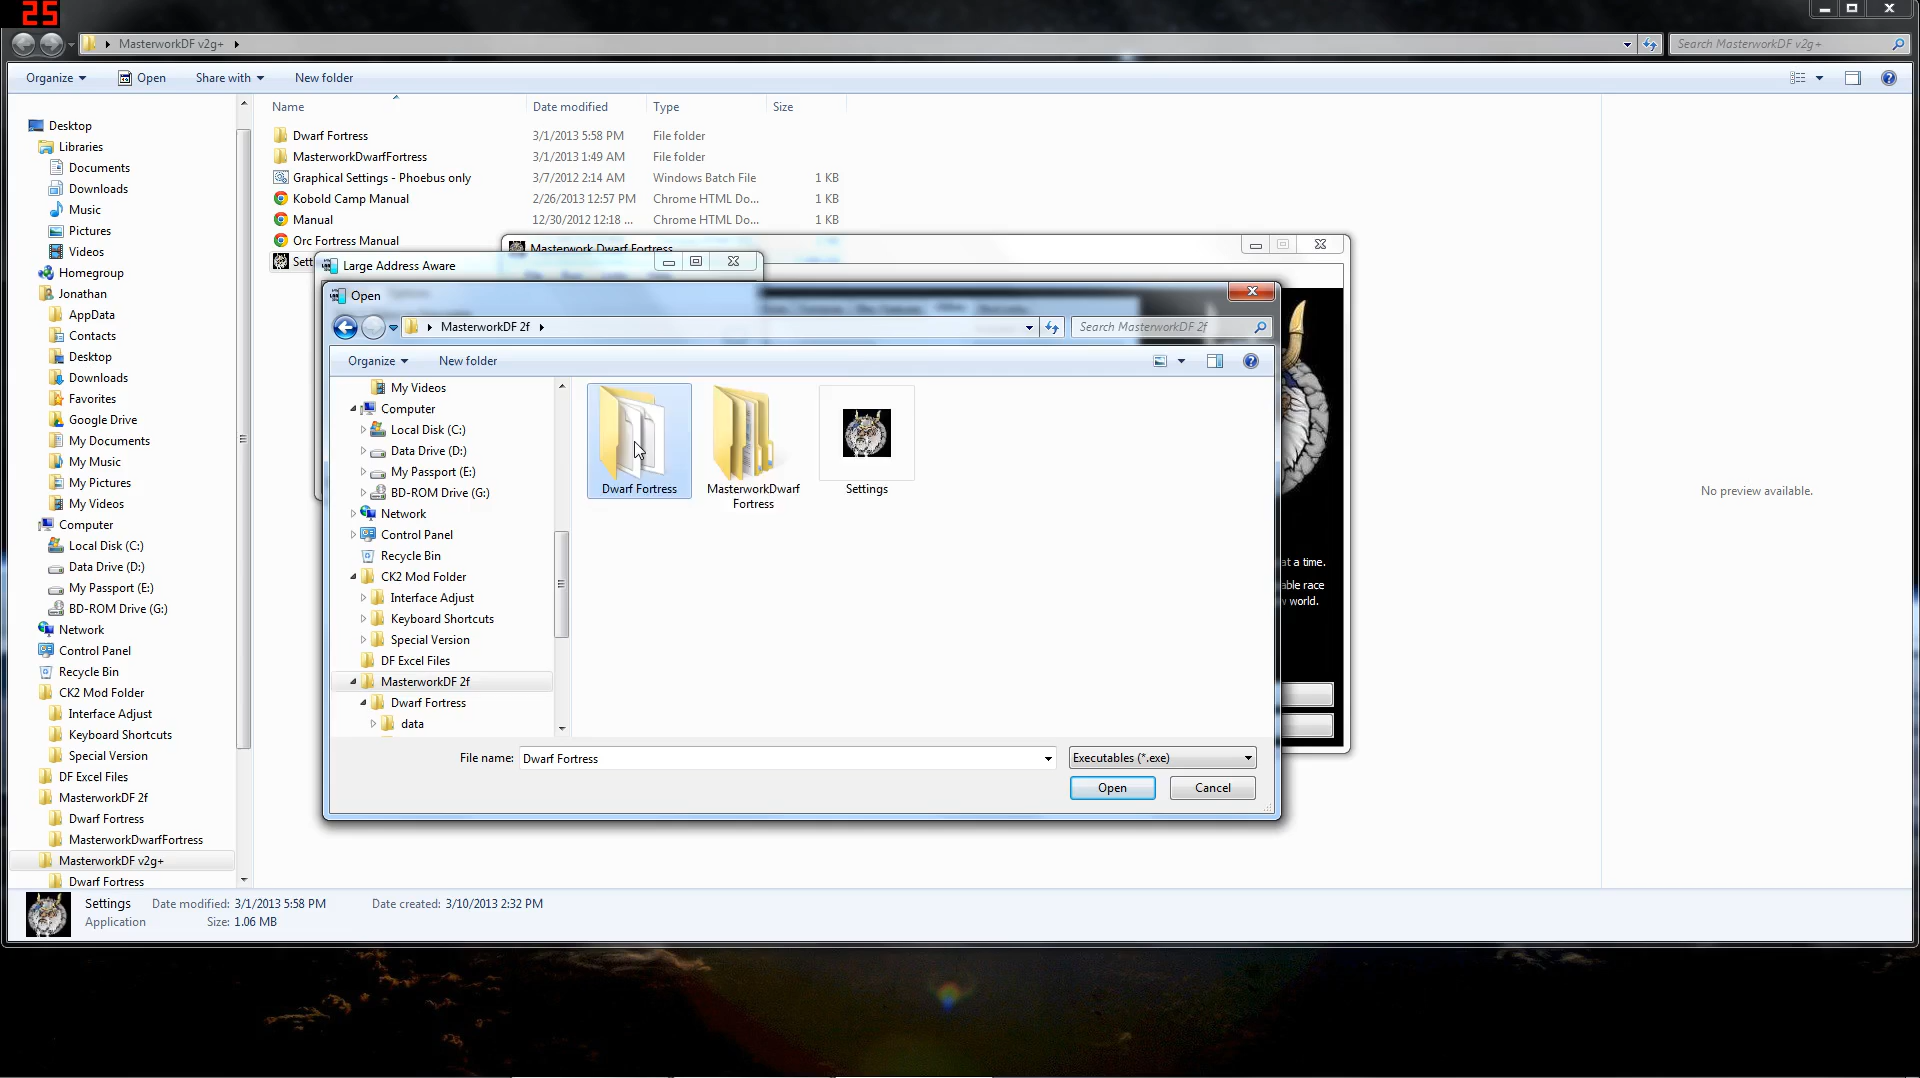 25
MasterworkDF v2g+
Search MasterworkDF v2g+
Organize Open Share with New folder
Name Date modified Type Size
Desktop
Libraries
Documents
Downloads
Music
Pictures
Videos
Homegroup
Jonathan
AppData
Contacts
Desktop
Downloads
Favorites
Google Drive
My Documents
My Music
My Pictures
My Videos
Computer
Local Disk (C:)
Data Drive (D:)
My Passport (E:)
BD-ROM Drive (G:)
Network
Control Panel
Recycle Bin
CK2 Mod Folder
Interface Adjust
Keyboard Shortcuts
Special Version
DF Excel Files
MasterworkDF 2f
Dwarf Fortress
MasterworkDwarfFortress
MasterworkDF v2g+
Dwarf Fortress
Dwarf Fortress 3/1/2013 5:58 PM File folder
MasterworkDwarfFortress 3/1/2013 1:49 AM File folder
Graphical Settings - Phoebus only 3/7/2012 2:14 AM Windows Batch File 1 KB
Kobold Camp Manual 2/26/2013 12:57 PM Chrome HTML Do... 1 KB
Manual 12/30/2012 12:18 ... Chrome HTML Do... 1 KB
Orc Fortress Manual
Sett
Masterwork Dwarf Fortress
Large Address Aware
Open
MasterworkDF 2f
Search MasterworkDF 2f
Organize New folder
My Videos
Computer
Local Disk (C:)
Data Drive (D:)
My Passport (E:)
BD-ROM Drive (G:)
Network
Control Panel
Recycle Bin
CK2 Mod Folder
Interface Adjust
Keyboard Shortcuts
Special Version
DF Excel Files
MasterworkDF 2f
Dwarf Fortress
data
Dwarf Fortress
MasterworkDwarf
Fortress
Settings
File name: Dwarf Fortress
Executables (*.exe)
Open Cancel
at a time.
able race
world.
No preview available.
Settings Date modified: 3/1/2013 5:58 PM Date created: 3/10/2013 2:32 PM
Application Size: 1.06 MB